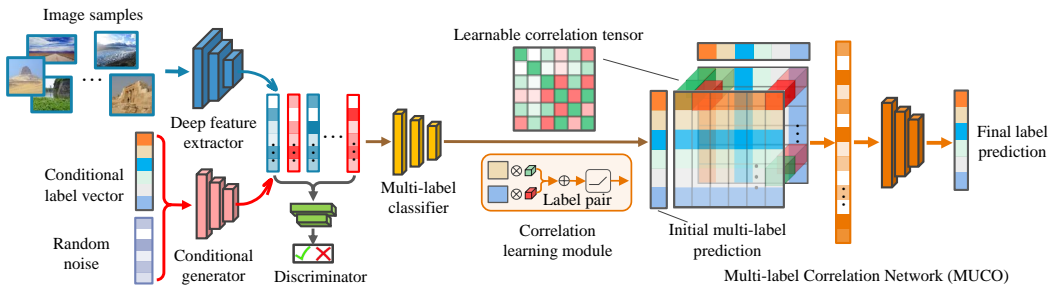 Image samples
Deep feature
extractor
Conditional
label vector
Random
noise
Conditional
generator
Discriminator
Multi-label
classifier
Learnable correlation tensor
Label pair
Correlation
learning module
Initial multi-label
prediction
Final label
prediction
Multi-label Correlation Network (MUCO)